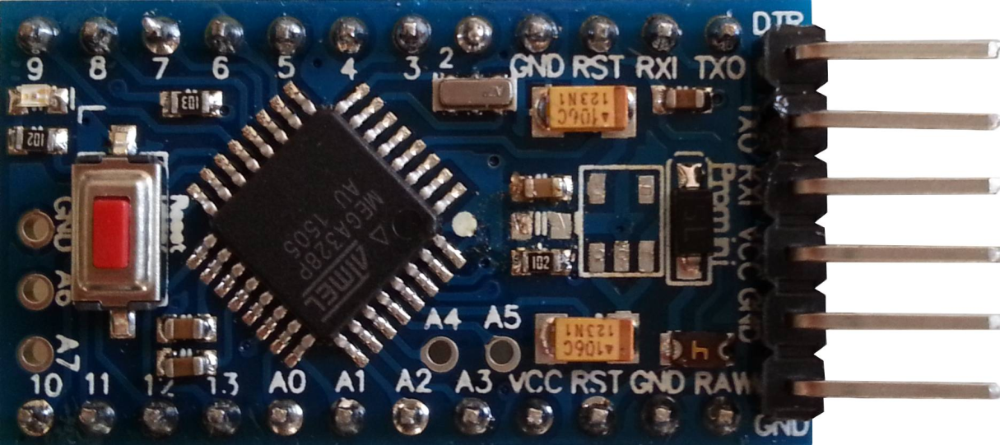 DTR
9 8 7 6 5 4 3 2 GND RST RXI TXO
103
106C
123N1
L
102
TXO
RXI
VCC
GND
GND
A6
A7
Reset
ATMEL
MEGA328P
AU 1505
Promini
102
A4 A5
106C
123N1
4
10 11 12 13 A0 A1 A2 A3 VCC RST GND RAW
GND